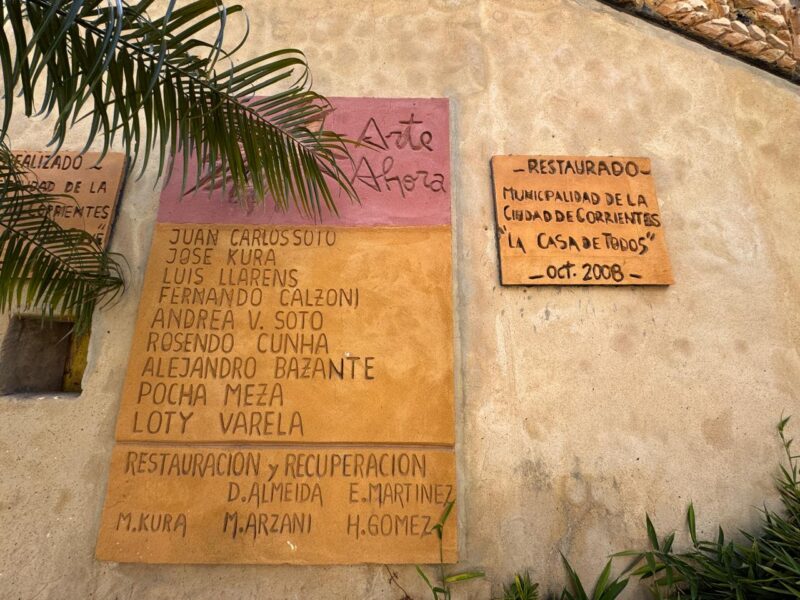 REALIZADO
DAD DE LA
RRIENTES
Arte
Ahora
JUAN CARLOS SOTO
JOSE KURA
LUIS LLARENS
FERNANDO CALZONI
ANDREA V. SOTO
ROSENDO CUNHA
ALEJANDRO BAZANTE
POCHA MEZA
LOTY VARELA
RESTAURACION y RECUPERACION
D. ALMEIDA E. MARTINEZ
M. KURA M. ARZANI H. GOMEZ
- RESTAURADO -
MUNICPALIDAD DE LA
CIUDAD DE CORRIENTES
"LA CASA DE TODOS"
- oct. 2008 -